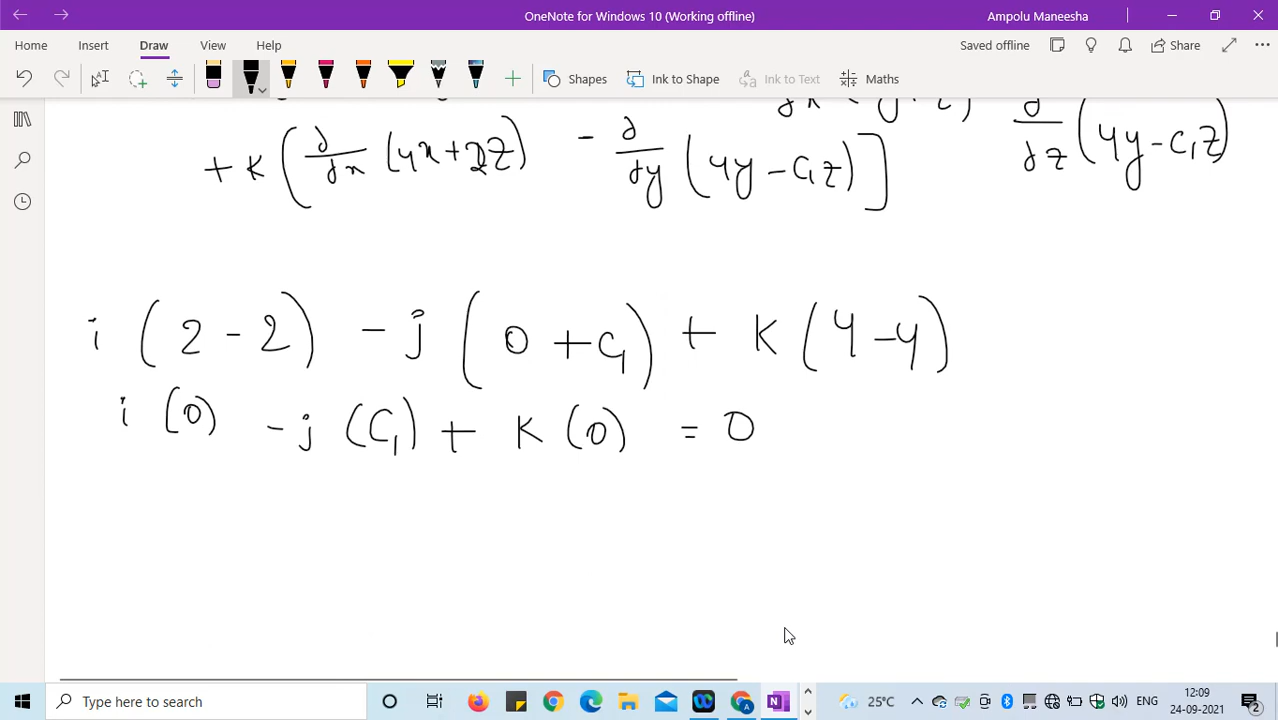 OneNote for Windows 10 (Working offline)
Ampolu Maneesha
Home Insert Draw View Help
Saved offline
Share
Shapes Ink to Shape Ink to Text Maths
+ K ( ∂/∂x (4x+2z) - ∂/∂y (4y - c₁z) ]
∂/∂z (4y - c₁z)
i (2 - 2) - j (0 + c₁) + K (4 - 4)
i (0) - j (C₁) + K (0) = 0
Type here to search
25°C
ENG
12:09
24-09-2021
2